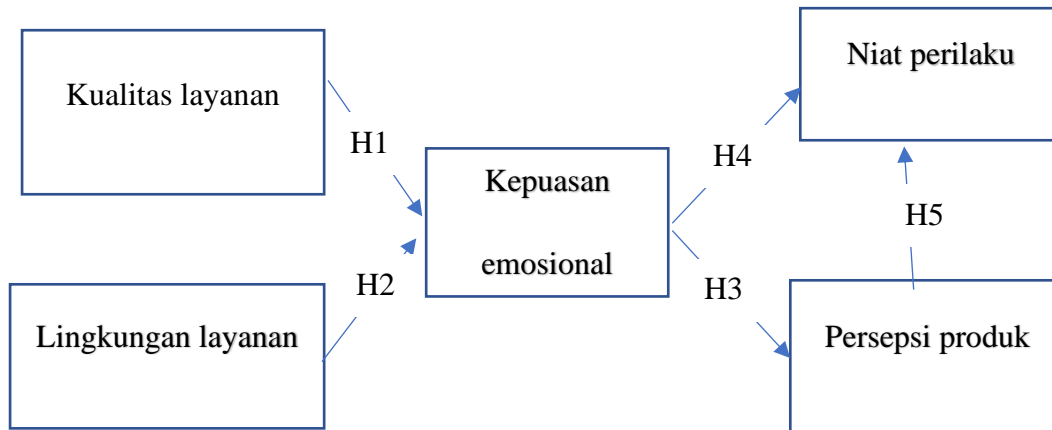 Kualitas layanan
H1
Lingkungan layanan
H2
Kepuasan
emosional
H4
H3
Niat perilaku
H5
Persepsi produk